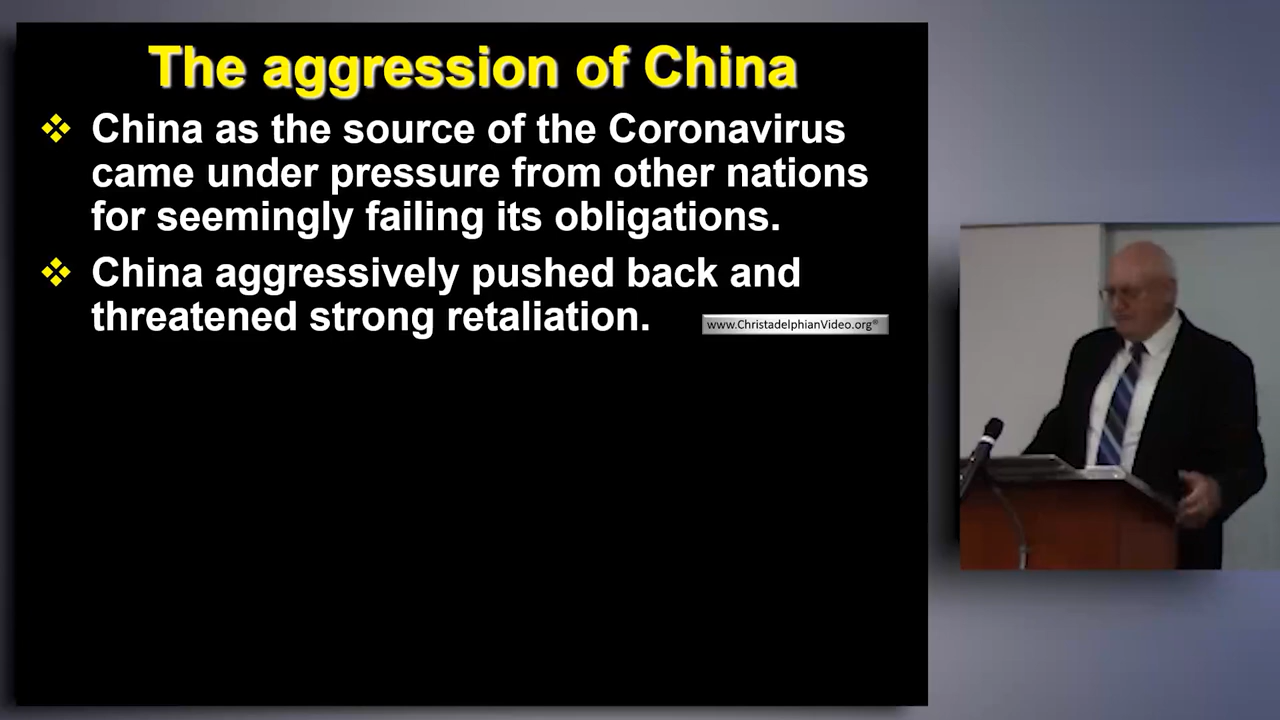 The aggression of China
❖ China as the source of the Coronavirus
came under pressure from other nations
for seemingly failing its obligations.
❖ China aggressively pushed back and
threatened strong retaliation.
www.ChristadelphianVideo.org®